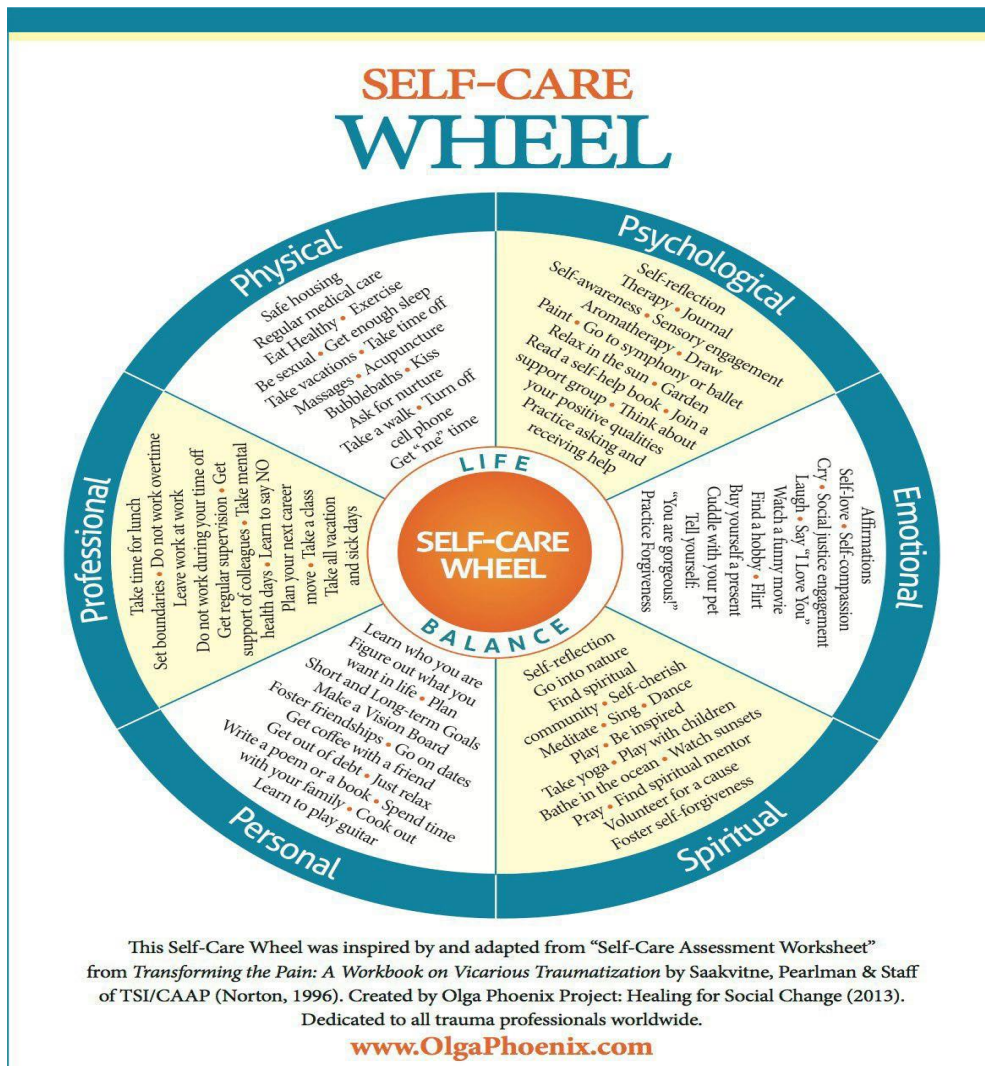 SELF-CARE
WHEEL
Physical
Safe housing
Regular medical care
Eat Healthy • Exercise
Be sexual • Get enough sleep
Take vacations • Take time off
Massages • Acupuncture
Bubblebaths • Kiss
Ask for nurture
Take a walk • Turn off
cell phone
Get "me" time
Psychological
Self-reflection
Therapy • Journal
Self-awareness • Sensory engagement
Aromatherapy • Draw
Paint • Go to symphony or ballet
Relax in the sun • Garden
Read a self-help book • Join a
support group • Think about
your positive qualities
Practice asking and
receiving help
Emotional
Affirmations
Self-love • Self-compassion
Cry • Social justice engagement
Laugh • Say "I Love You"
Watch a funny movie
Find a hobby • Flirt
Buy yourself a present
Cuddle with your pet
Tell yourself:
"You are gorgeous!"
Practice Forgiveness
Spiritual
Self-reflection
Go into nature
Find spiritual
community • Self-cherish
Meditate • Sing • Dance
Play • Be inspired
Take yoga • Play with children
Bathe in the ocean • Watch sunsets
Pray • Find spiritual mentor
Volunteer for a cause
Foster self-forgiveness
Personal
Learn who you are
Figure out what you
want in life • Plan
Short and Long-term Goals
Make a Vision Board
Foster friendships • Go on dates
Get coffee with a friend
Get out of debt • Just relax
Write a poem or a book • Spend time
with your family • Cook out
Learn to play guitar
Professional
Take time for lunch
Set boundaries • Do not work overtime
Leave work at work
Do not work during your time off
Get regular supervision • Get
support of colleagues • Take mental
health days • Learn to say NO
Plan your next career
move • Take a class
Take all vacation
and sick days
LIFE
SELF-CARE
WHEEL
BALANCE
This Self-Care Wheel was inspired by and adapted from "Self-Care Assessment Worksheet"
from Transforming the Pain: A Workbook on Vicarious Traumatization by Saakvitne, Pearlman & Staff
of TSI/CAAP (Norton, 1996). Created by Olga Phoenix Project: Healing for Social Change (2013).
Dedicated to all trauma professionals worldwide.
www.OlgaPhoenix.com